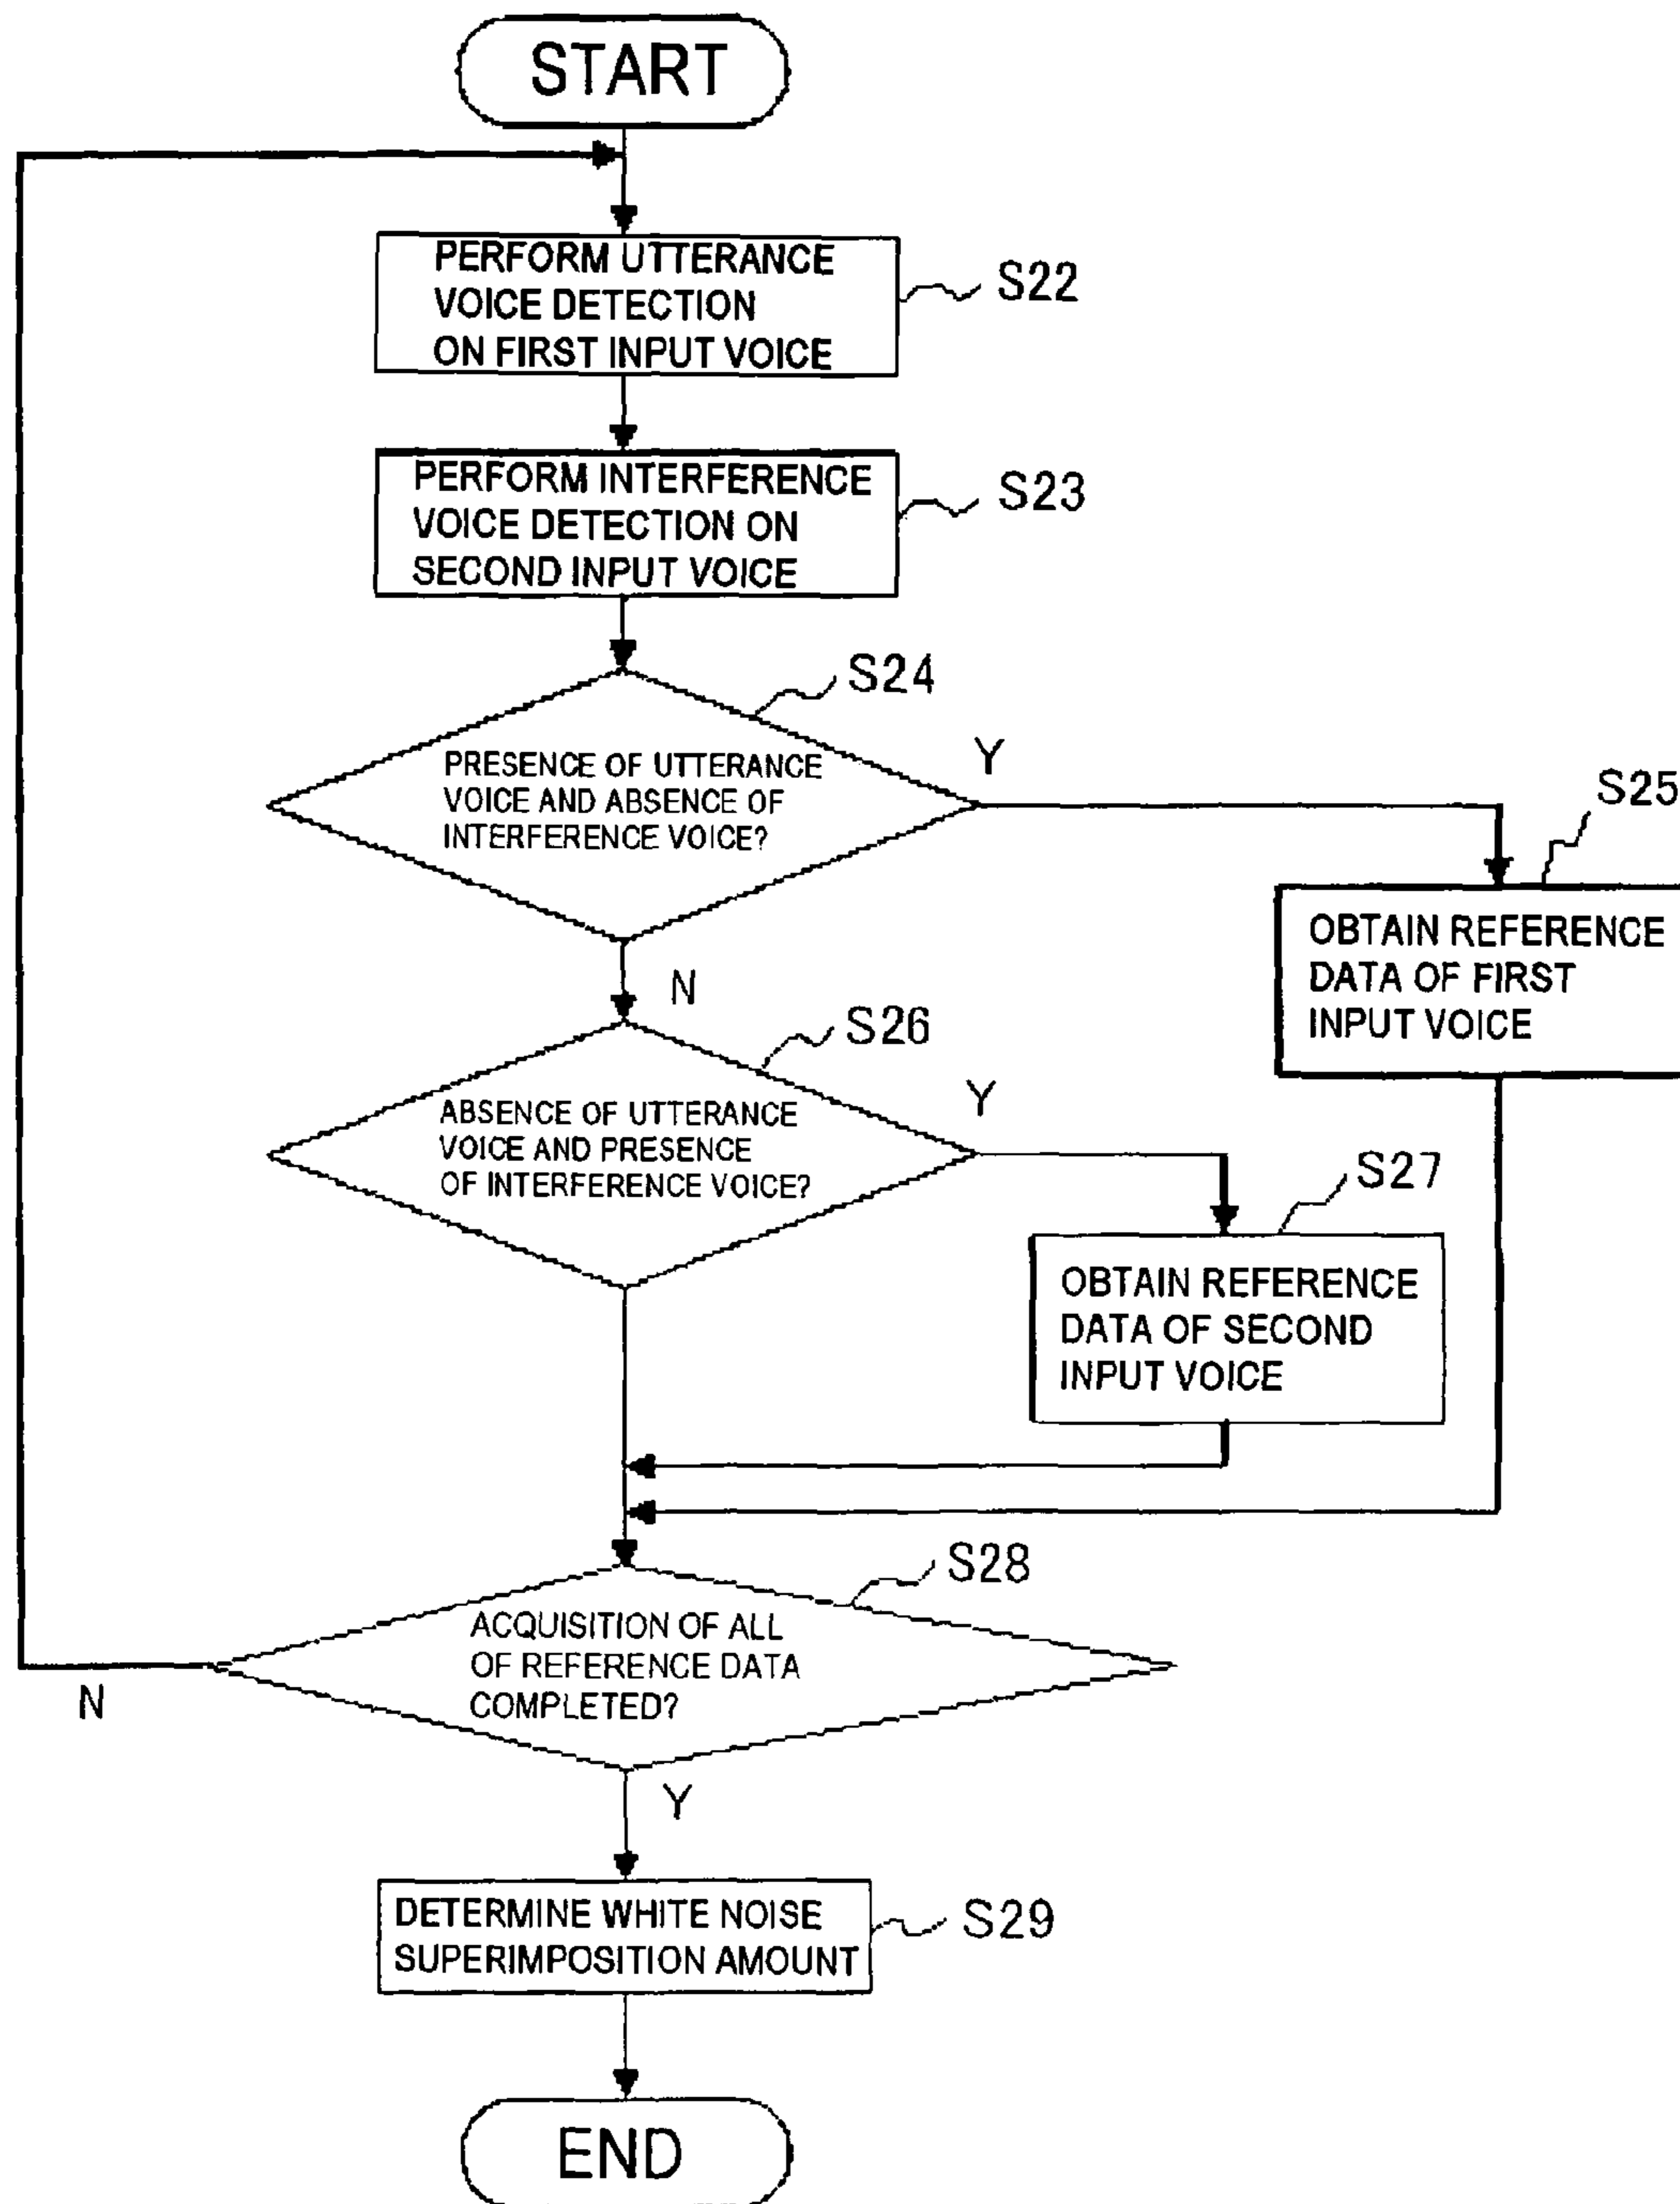 START
PERFORM UTTERANCE
VOICE DETECTION
ON FIRST INPUT VOICE
S22
PERFORM INTERFERENCE
VOICE DETECTION ON
SECOND INPUT VOICE
S23
S24
PRESENCE OF UTTERANCE
VOICE AND ABSENCE OF
INTERFERENCE VOICE?
Y
S25
OBTAIN REFERENCE
DATA OF FIRST
INPUT VOICE
N
S26
ABSENCE OF UTTERANCE
VOICE AND PRESENCE
OF INTERFERENCE VOICE?
Y
S27
OBTAIN REFERENCE
DATA OF SECOND
INPUT VOICE
S28
ACQUISITION OF ALL
OF REFERENCE DATA
COMPLETED?
N
Y
DETERMINE WHITE NOISE
SUPERIMPOSITION AMOUNT
S29
END